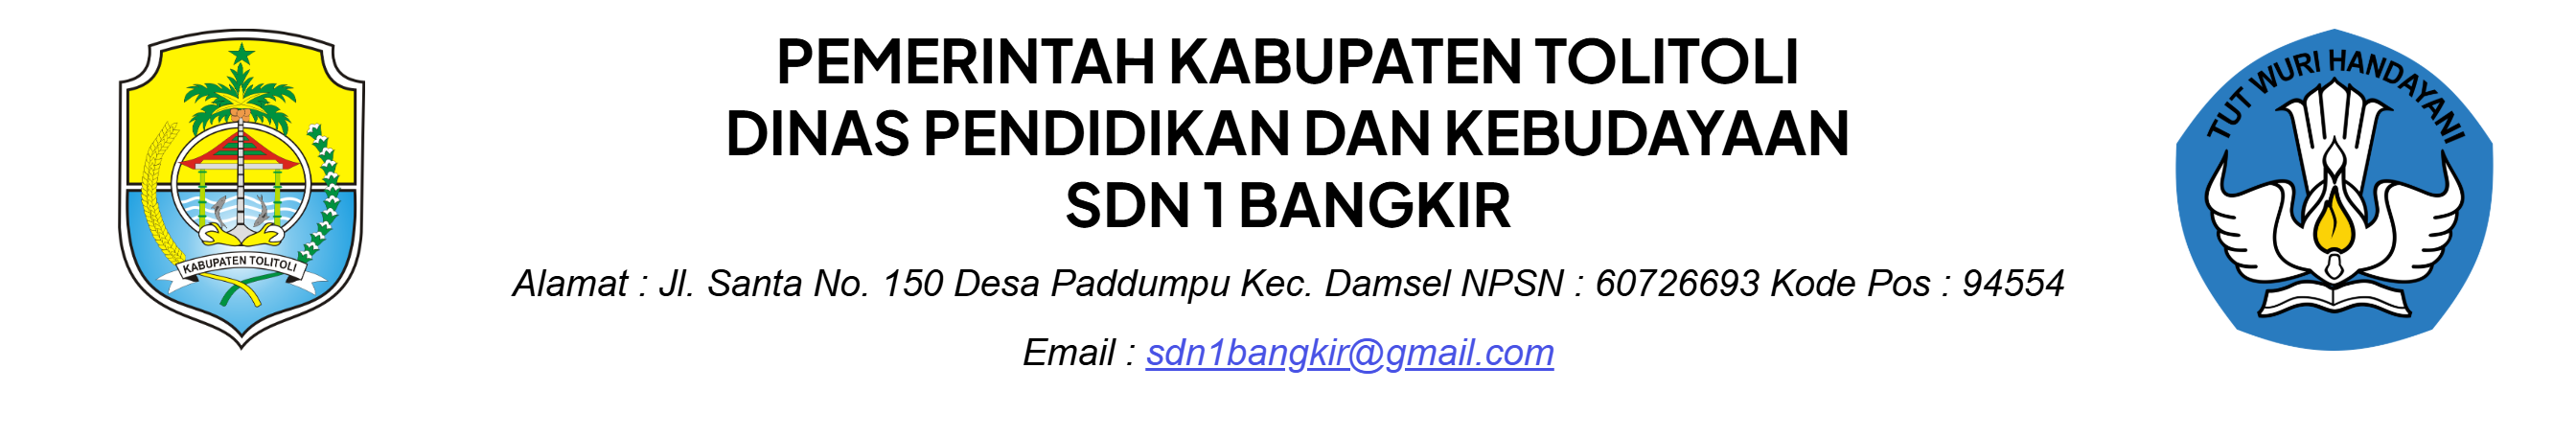 PEMERINTAH KABUPATEN TOLITOLI
DINAS PENDIDIKAN DAN KEBUDAYAAN
SDN 1 BANGKIR
Alamat : Jl. Santa No. 150 Desa Paddumpu Kec. Damsel NPSN : 60726693 Kode Pos : 94554
Email : sdn1bangkir@gmail.com
KABUPATEN TOLITOLI
TUT WURI HANDAYANI